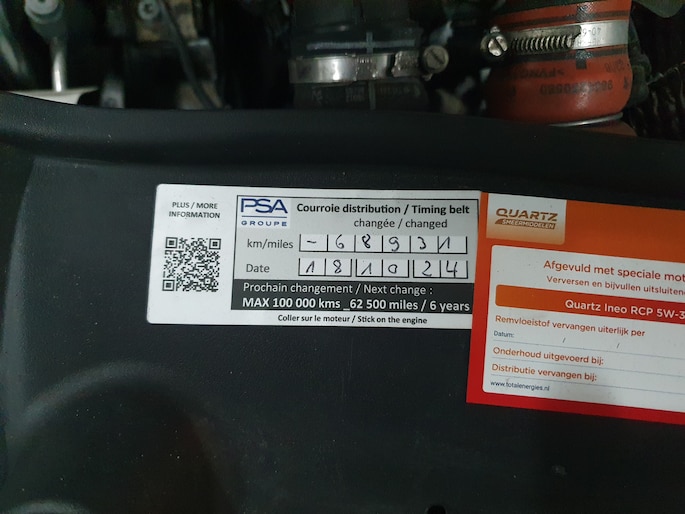 PLUS / MORE
INFORMATION
PSA
GROUPE
Courroie distribution / Timing belt
changée / changed
km/miles - 6 8 9 3 1
Date 1 8 1 0 2 4
Prochain changement / Next change :
MAX 100 000 kms _62 500 miles / 6 years
Coller sur le moteur / Stick on the engine
QUARTZ
SMEERMIDDELEN
Afgevuld met speciale mot
Verversen en bijvullen uitsluitend
Quartz Ineo RCP 5W-3
Remvloeistof vervangen uiterlijk per
Datum: / /
Onderhoud uitgevoerd bij:
Distributie vervangen bij:
www.totalenergies.nl